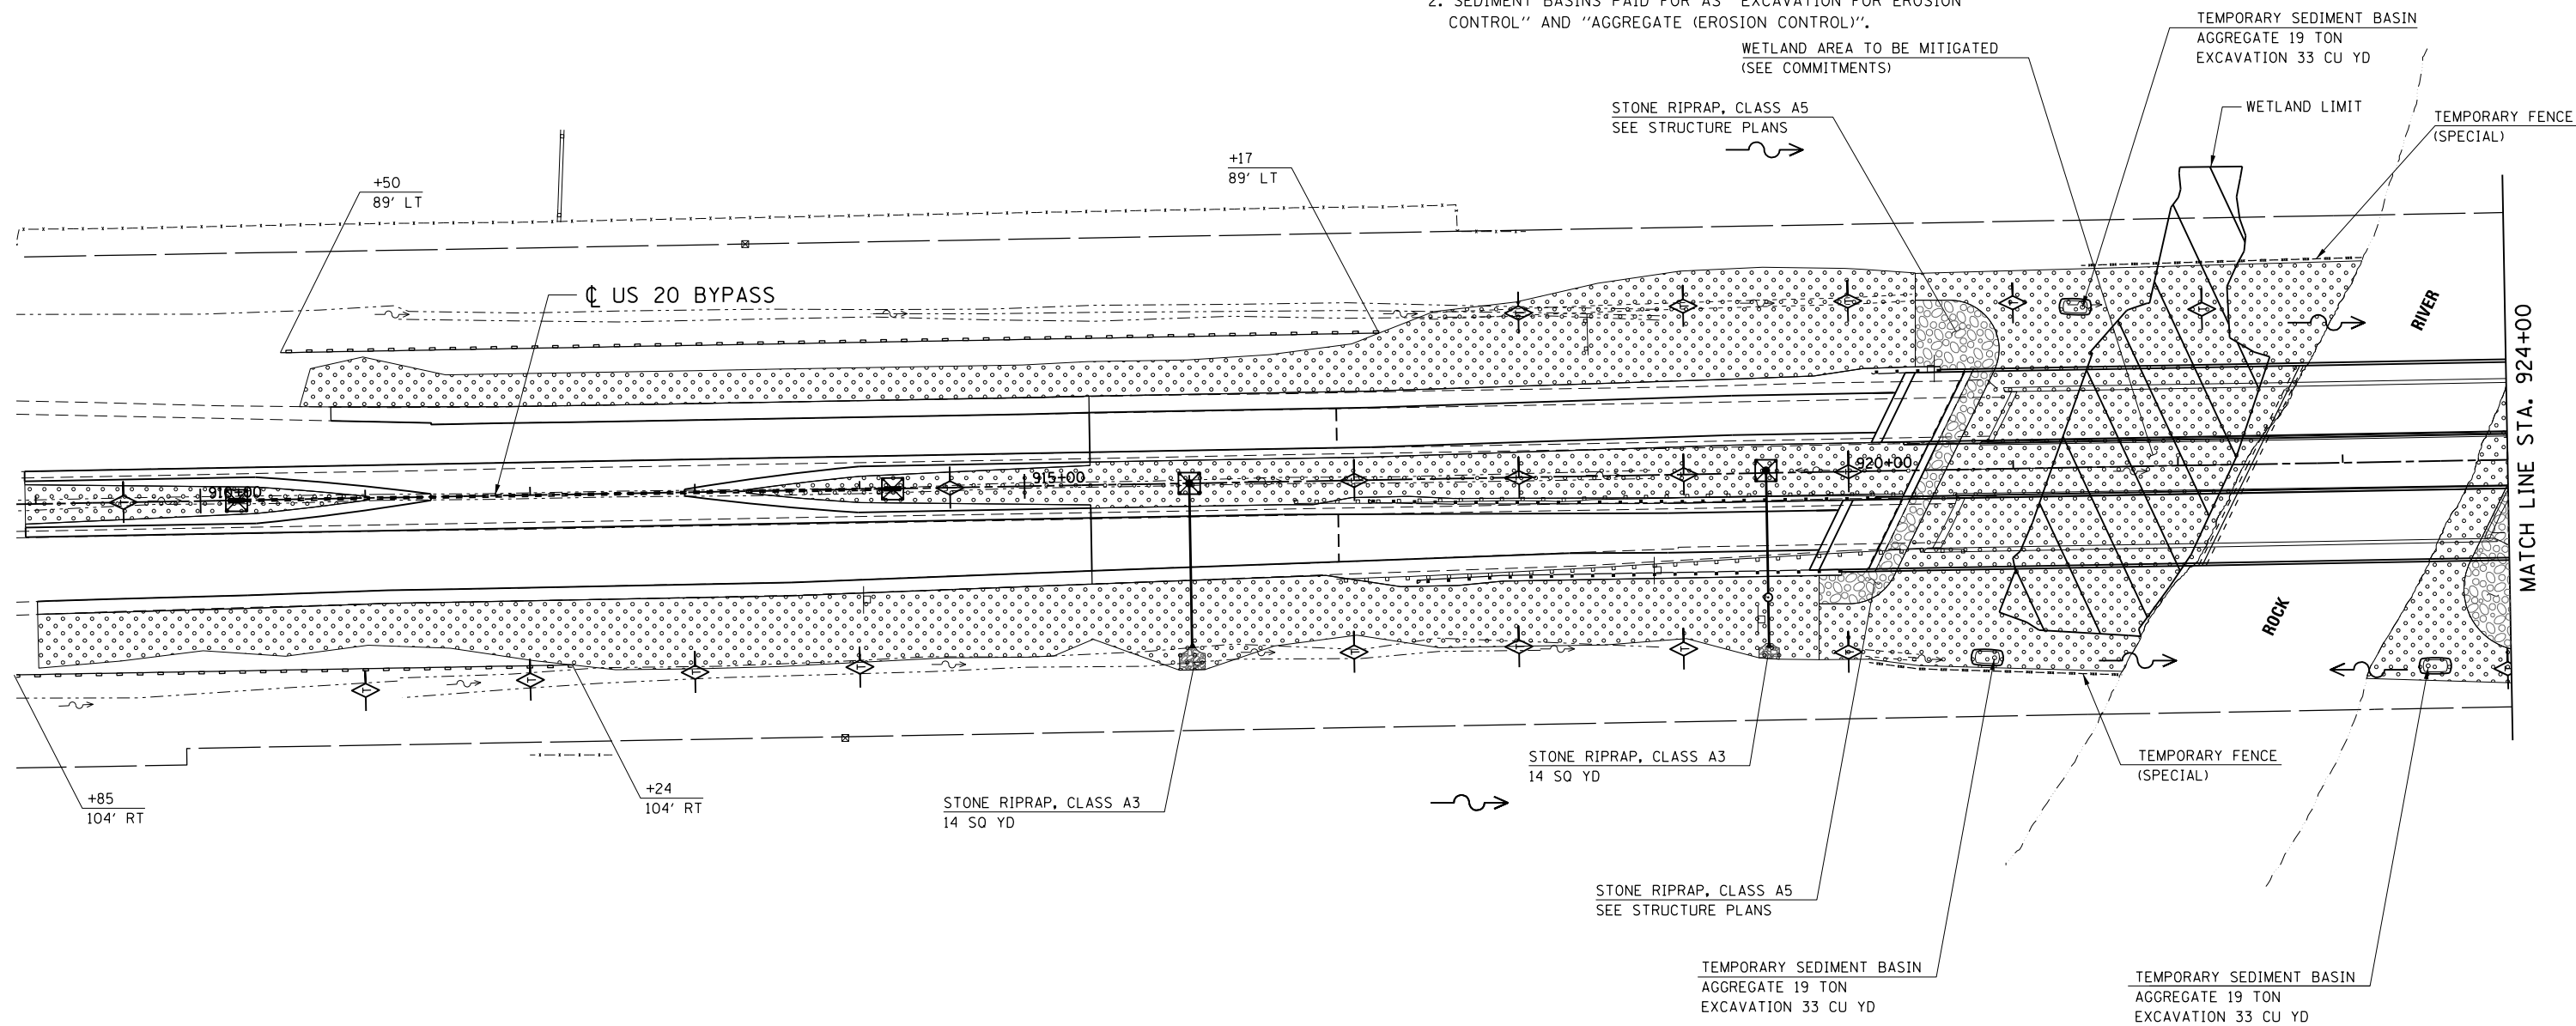 2. SEDIMENT BASINS PAID FOR AS "EXCAVATION FOR EROSION
CONTROL" AND "AGGREGATE (EROSION CONTROL)".
TEMPORARY SEDIMENT BASIN
AGGREGATE 19 TON
EXCAVATION 33 CU YD
WETLAND AREA TO BE MITIGATED
(SEE COMMITMENTS)
STONE RIPRAP, CLASS A5
SEE STRUCTURE PLANS
WETLAND LIMIT
TEMPORARY FENCE
(SPECIAL)
+17
89' LT
+50
89' LT
℄ US 20 BYPASS
RIVER
MATCH LINE STA. 924+00
910+00
915+00
920+00
ROCK
+85
104' RT
+24
104' RT
STONE RIPRAP, CLASS A3
14 SQ YD
STONE RIPRAP, CLASS A3
14 SQ YD
TEMPORARY FENCE
(SPECIAL)
STONE RIPRAP, CLASS A5
SEE STRUCTURE PLANS
TEMPORARY SEDIMENT BASIN
AGGREGATE 19 TON
EXCAVATION 33 CU YD
TEMPORARY SEDIMENT BASIN
AGGREGATE 19 TON
EXCAVATION 33 CU YD